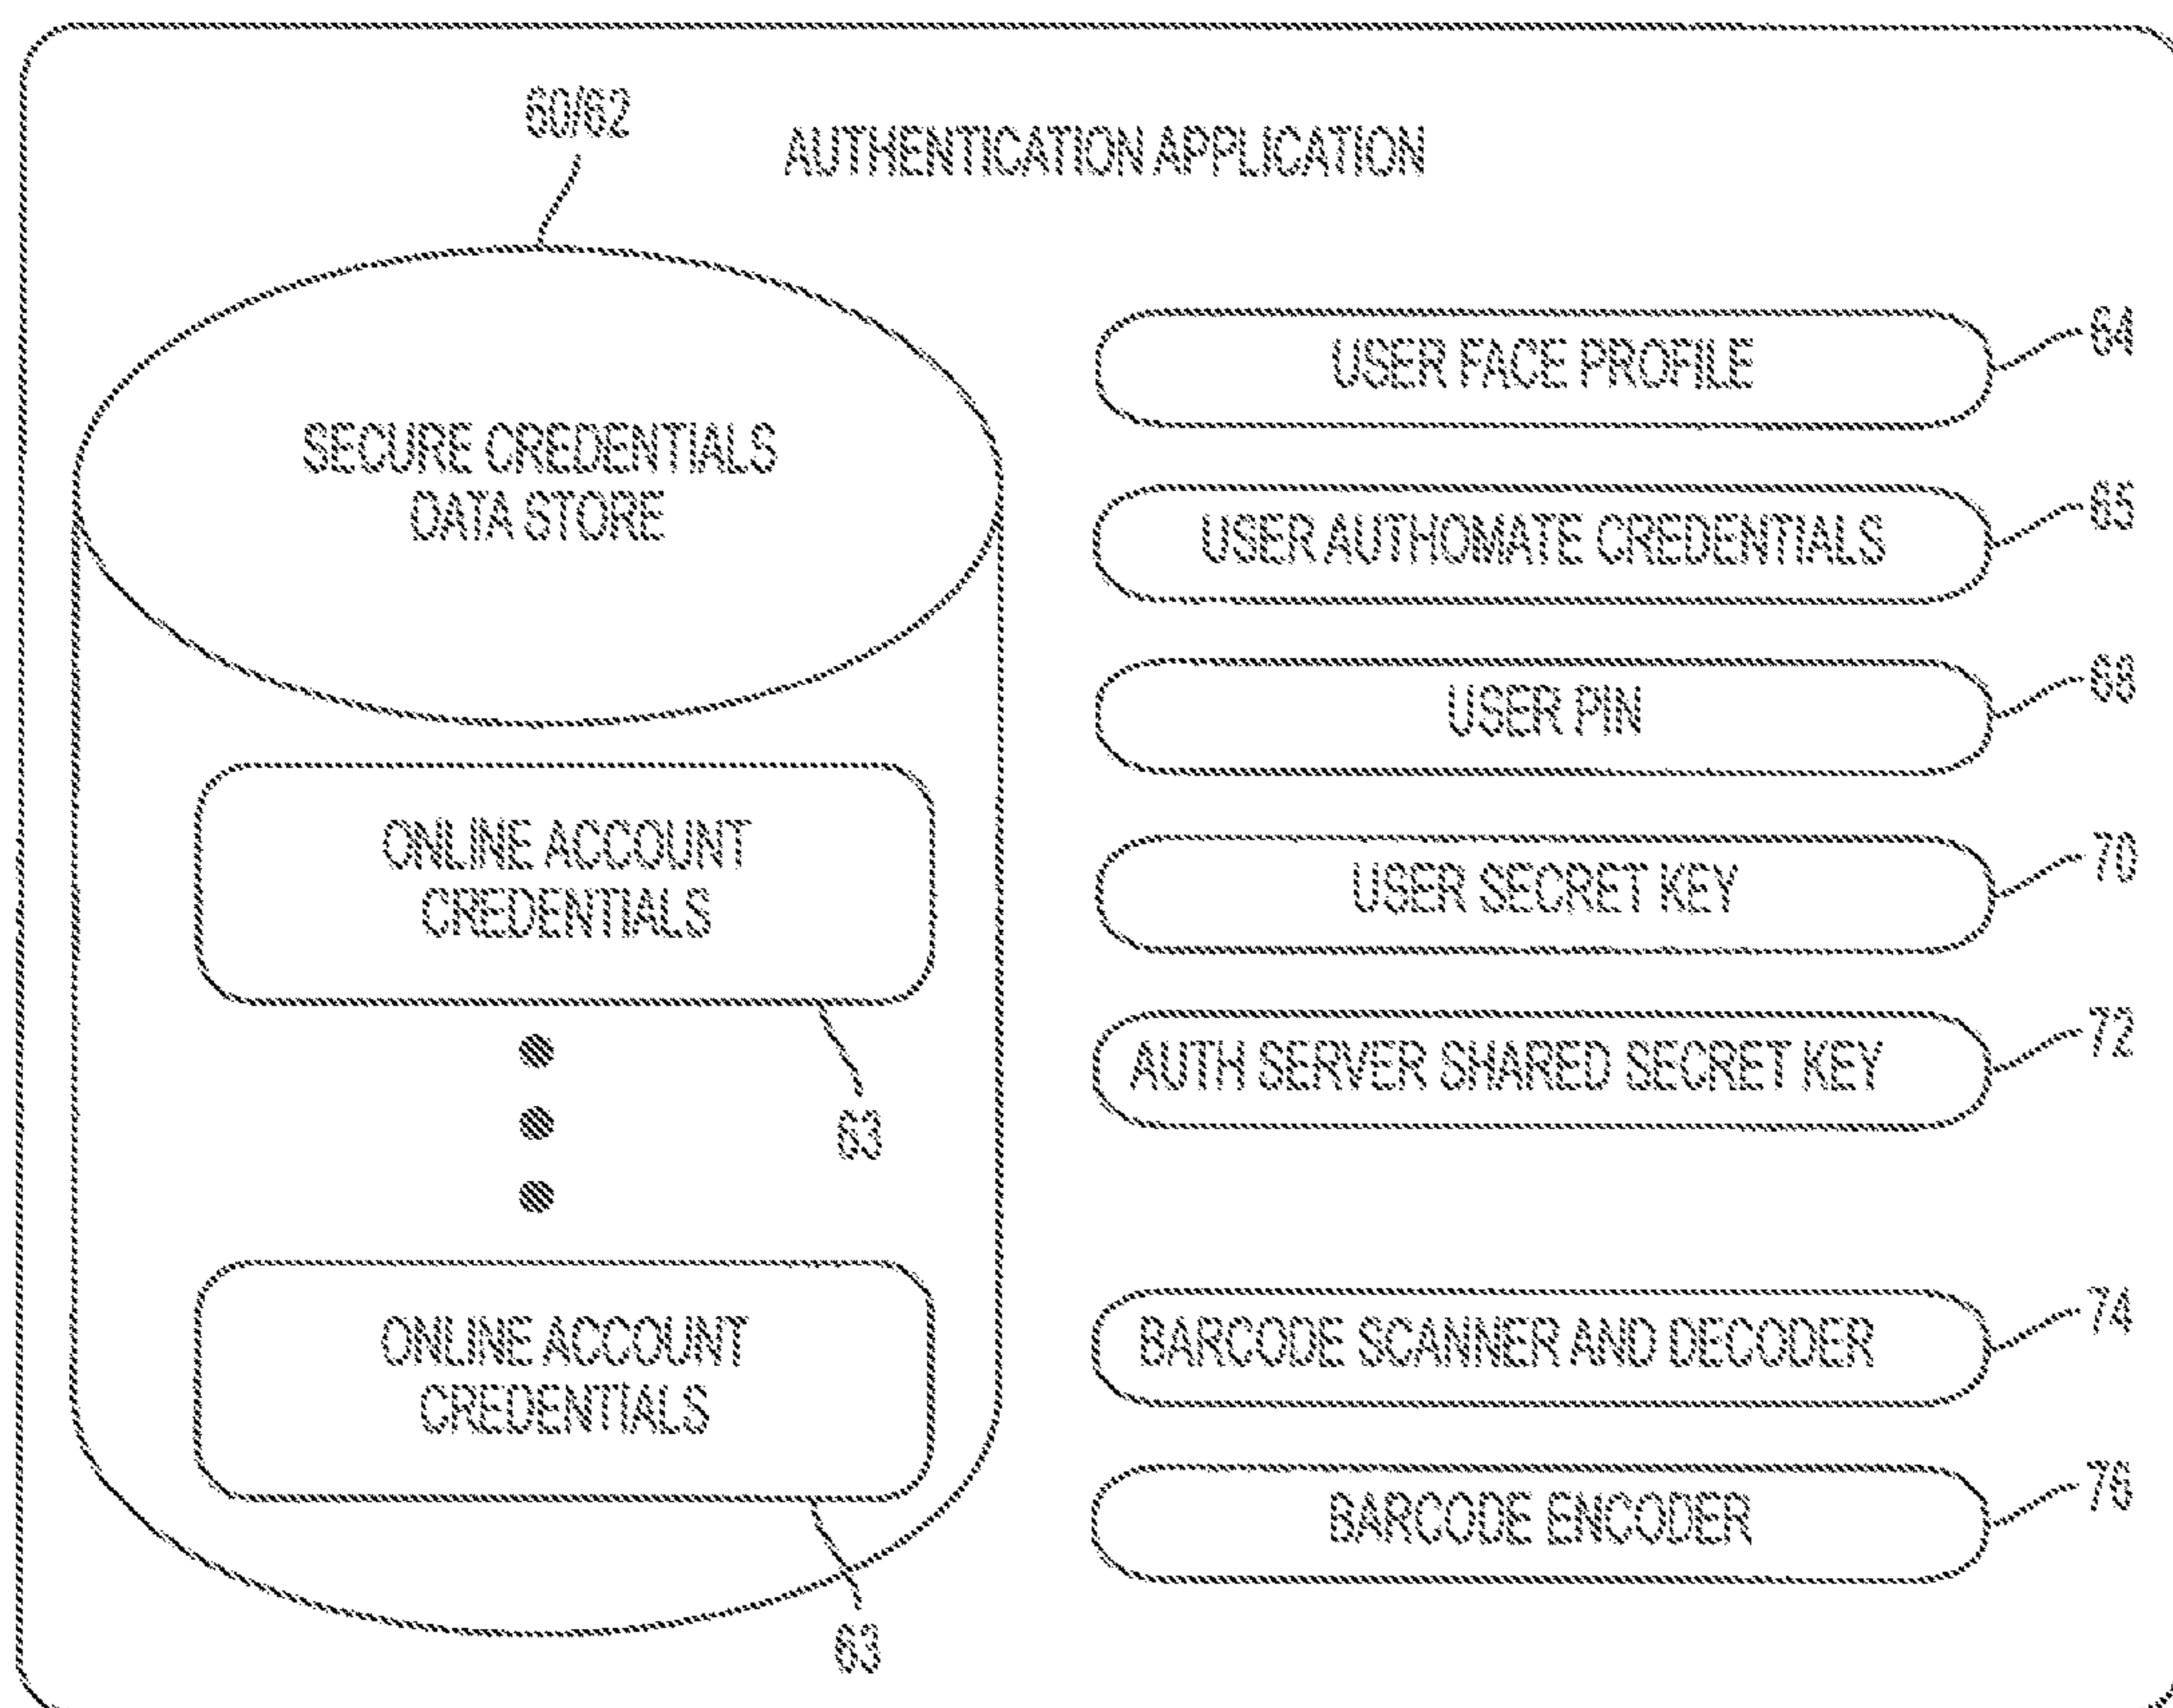 60/62
AUTHENTICATION APPLICATION
SECURE CREDENTIALS
DATA STORE
ONLINE ACCOUNT
CREDENTIALS
63
ONLINE ACCOUNT
CREDENTIALS
63
USER FACE PROFILE
64
USER AUTHOMATE CREDENTIALS
65
USER PIN
68
USER SECRET KEY
70
AUTH SERVER SHARED SECRET KEY
72
BARCODE SCANNER AND DECODER
74
BARCODE ENCODER
76